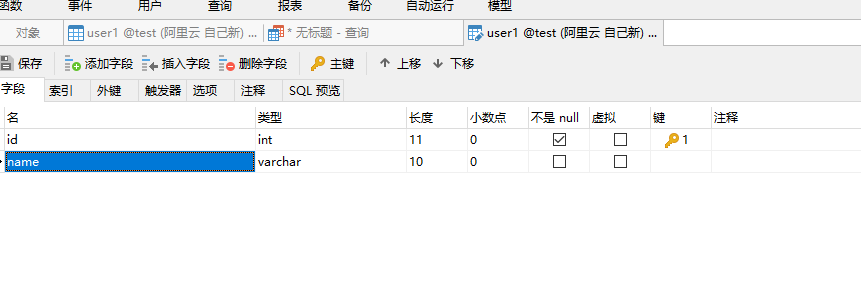 函数 事件 用户 查询 报表 备份 自动运行 模型
对象 user1 @test (阿里云 自己新) ... * 无标题 - 查询 user1 @test (阿里云 自己新) ...
保存 添加字段 插入字段 删除字段 主键 上移 下移
字段 索引 外键 触发器 选项 注释 SQL 预览
名 类型 长度 小数点 不是 null 虚拟 键 注释
id int 11 0 1
name varchar 10 0